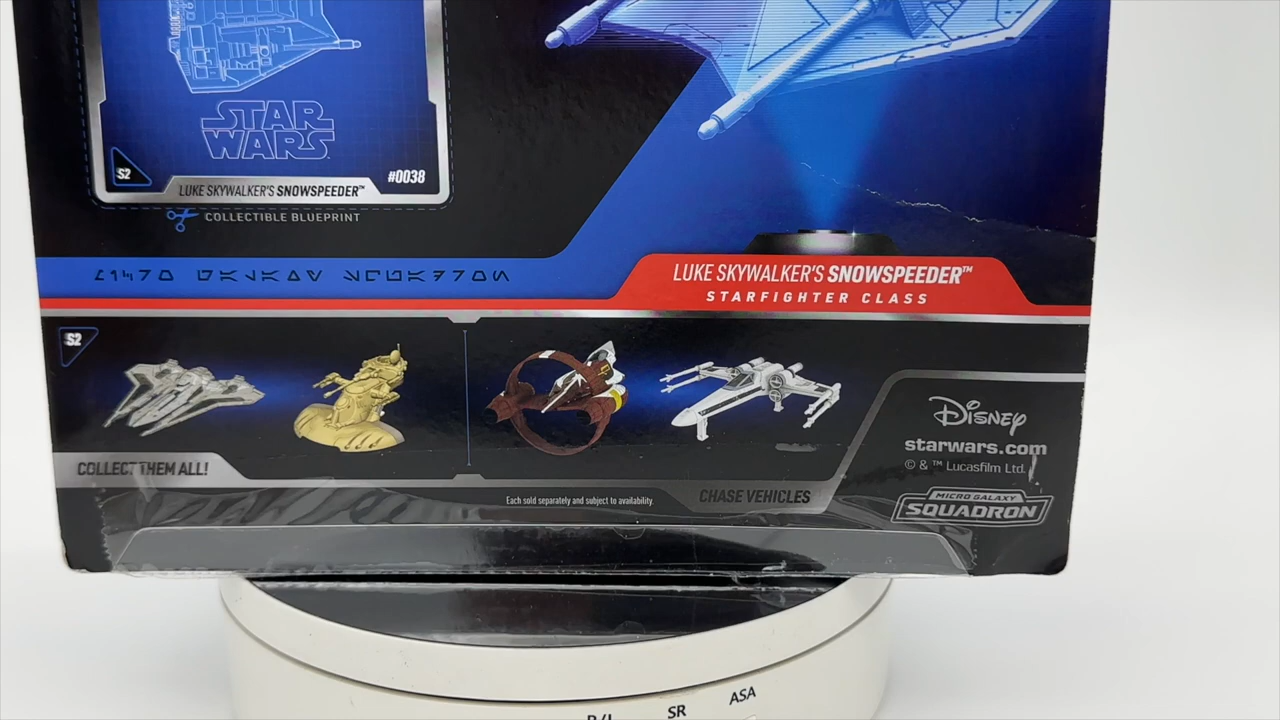 STAR
WARS
S2
LUKE SKYWALKER'S SNOWSPEEDER™
#0038
COLLECTIBLE BLUEPRINT
LUKE SKYWALKER'S SNOWSPEEDER™
STARFIGHTER CLASS
S2
COLLECT THEM ALL!
Each sold separately and subject to availability.
CHASE VEHICLES
Disney
starwars.com
© & ™ Lucasfilm Ltd.
MICRO GALAXY
SQUADRON
SR
ASA